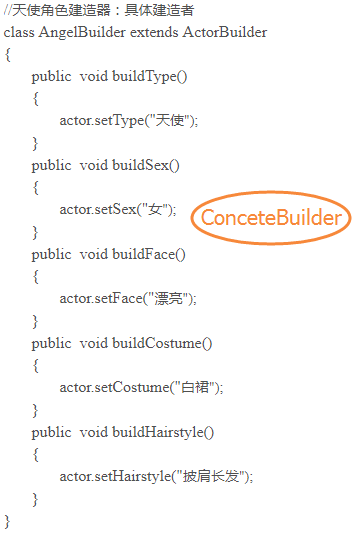 //天使角色建造器：具体建造者
class AngelBuilder extends ActorBuilder
{
public  void buildType()
{
actor.setType("天使");
}
public  void buildSex()
{
actor.setSex("女");
}
ConceteBuilder
public  void buildFace()
{
actor.setFace("漂亮");
}
public  void buildCostume()
{
actor.setCostume("白裙");
}
public  void buildHairstyle()
{
actor.setHairstyle("披肩长发");
}
}